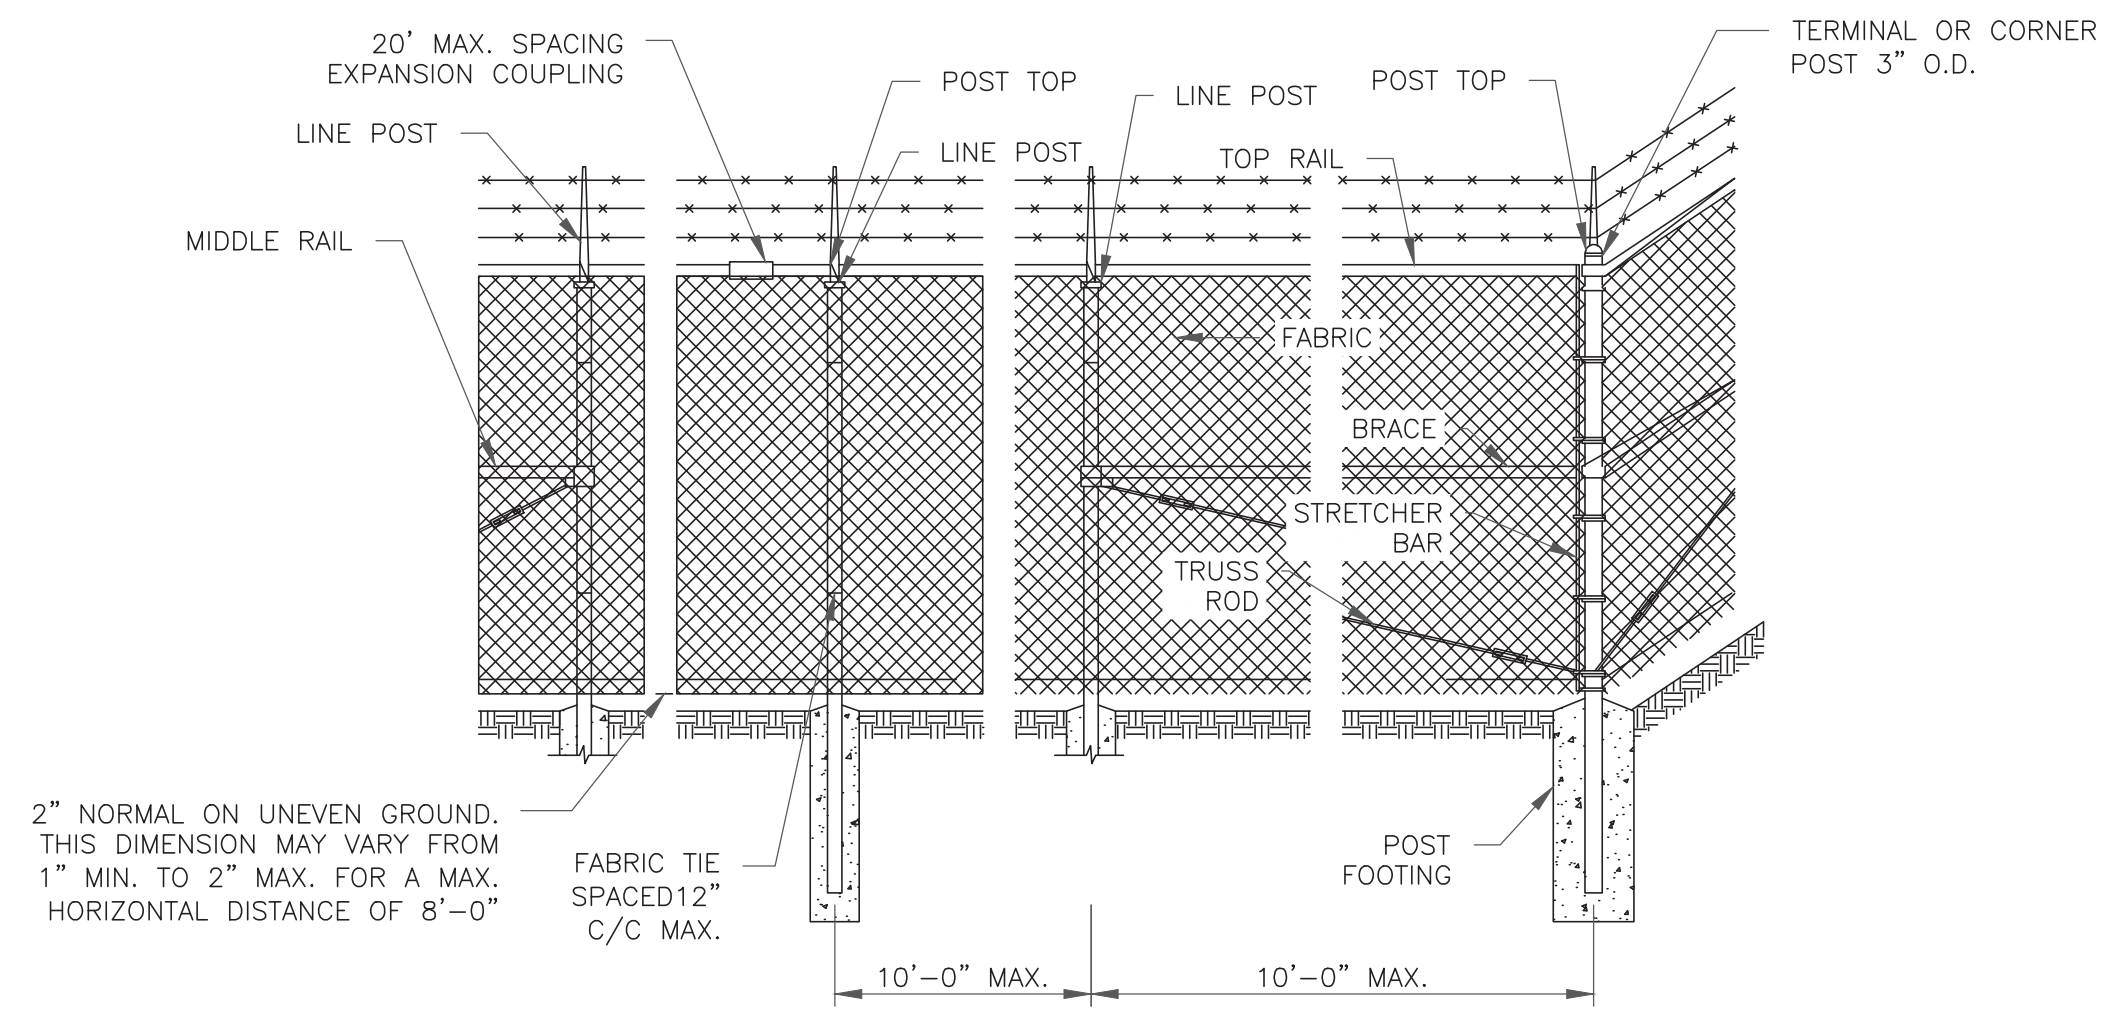 20' MAX. SPACING
EXPANSION COUPLING
LINE POST
MIDDLE RAIL
POST TOP
LINE POST
LINE POST
TOP RAIL
POST TOP
TERMINAL OR CORNER
POST 3" O.D.
FABRIC
BRACE
STRETCHER
BAR
TRUSS
ROD
2" NORMAL ON UNEVEN GROUND.
THIS DIMENSION MAY VARY FROM
1" MIN. TO 2" MAX. FOR A MAX.
HORIZONTAL DISTANCE OF 8'-0"
FABRIC TIE
SPACED12"
C/C MAX.
POST
FOOTING
10'-0" MAX.
10'-0" MAX.